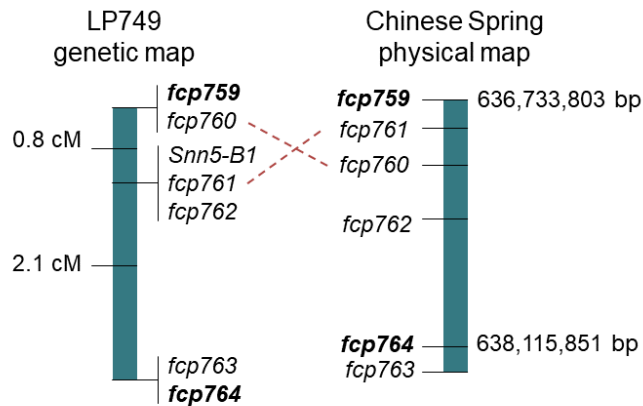 LP749
genetic map
fcp759
fcp760
0.8 cM
Snn5-B1
fcp761
fcp762
2.1 cM
fcp763
fcp764
Chinese Spring
physical map
fcp759
636,733,803 bp
fcp761
fcp760
fcp762
fcp764
638,115,851 bp
fcp763